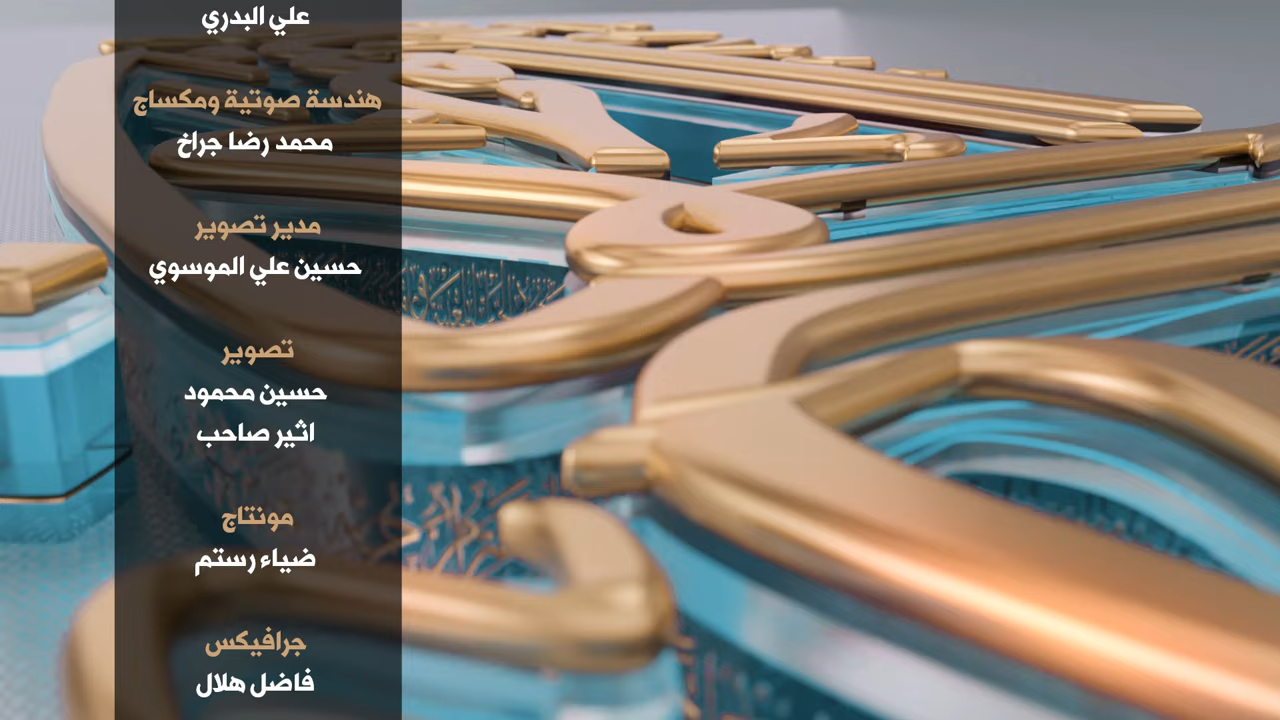 علي البدري
هندسة صوتية ومكساج
محمد رضا جراخ
مدير تصوير
حسين علي الموسوي
تصوير
حسين محمود
اثير صاحب
مونتاج
ضياء رستم
جرافيكس
فاضل هلال